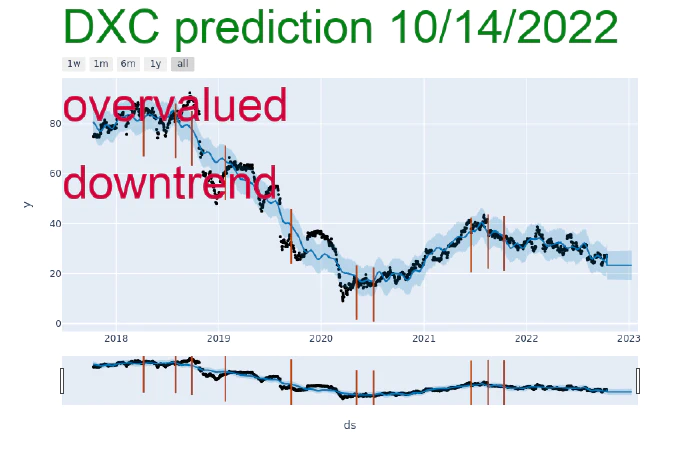 DXC prediction 10/14/2022
1w 1m 6m 1y all
overvalued
downtrend
80
60
40
20
0
y
2018 2019 2020 2021 2022 2023
ds